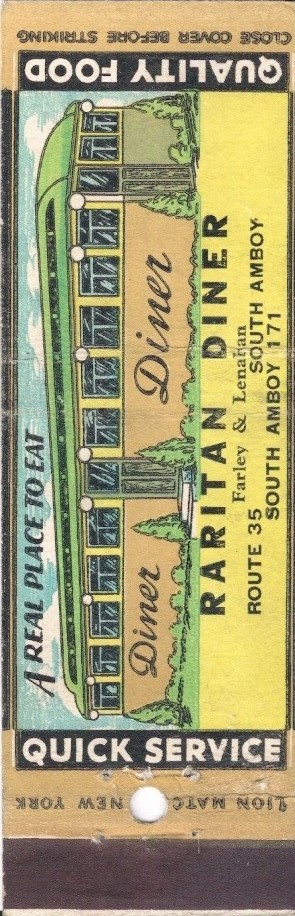 CLOSE COVER BEFORE STRIKING
QUALITY FOOD
A REAL PLACE TO EAT
Diner Diner
RARITAN DINER
Farley & Lenahan
ROUTE 35 SOUTH AMBOY
SOUTH AMBOY 171
QUICK SERVICE
LION MATCH NEW YORK